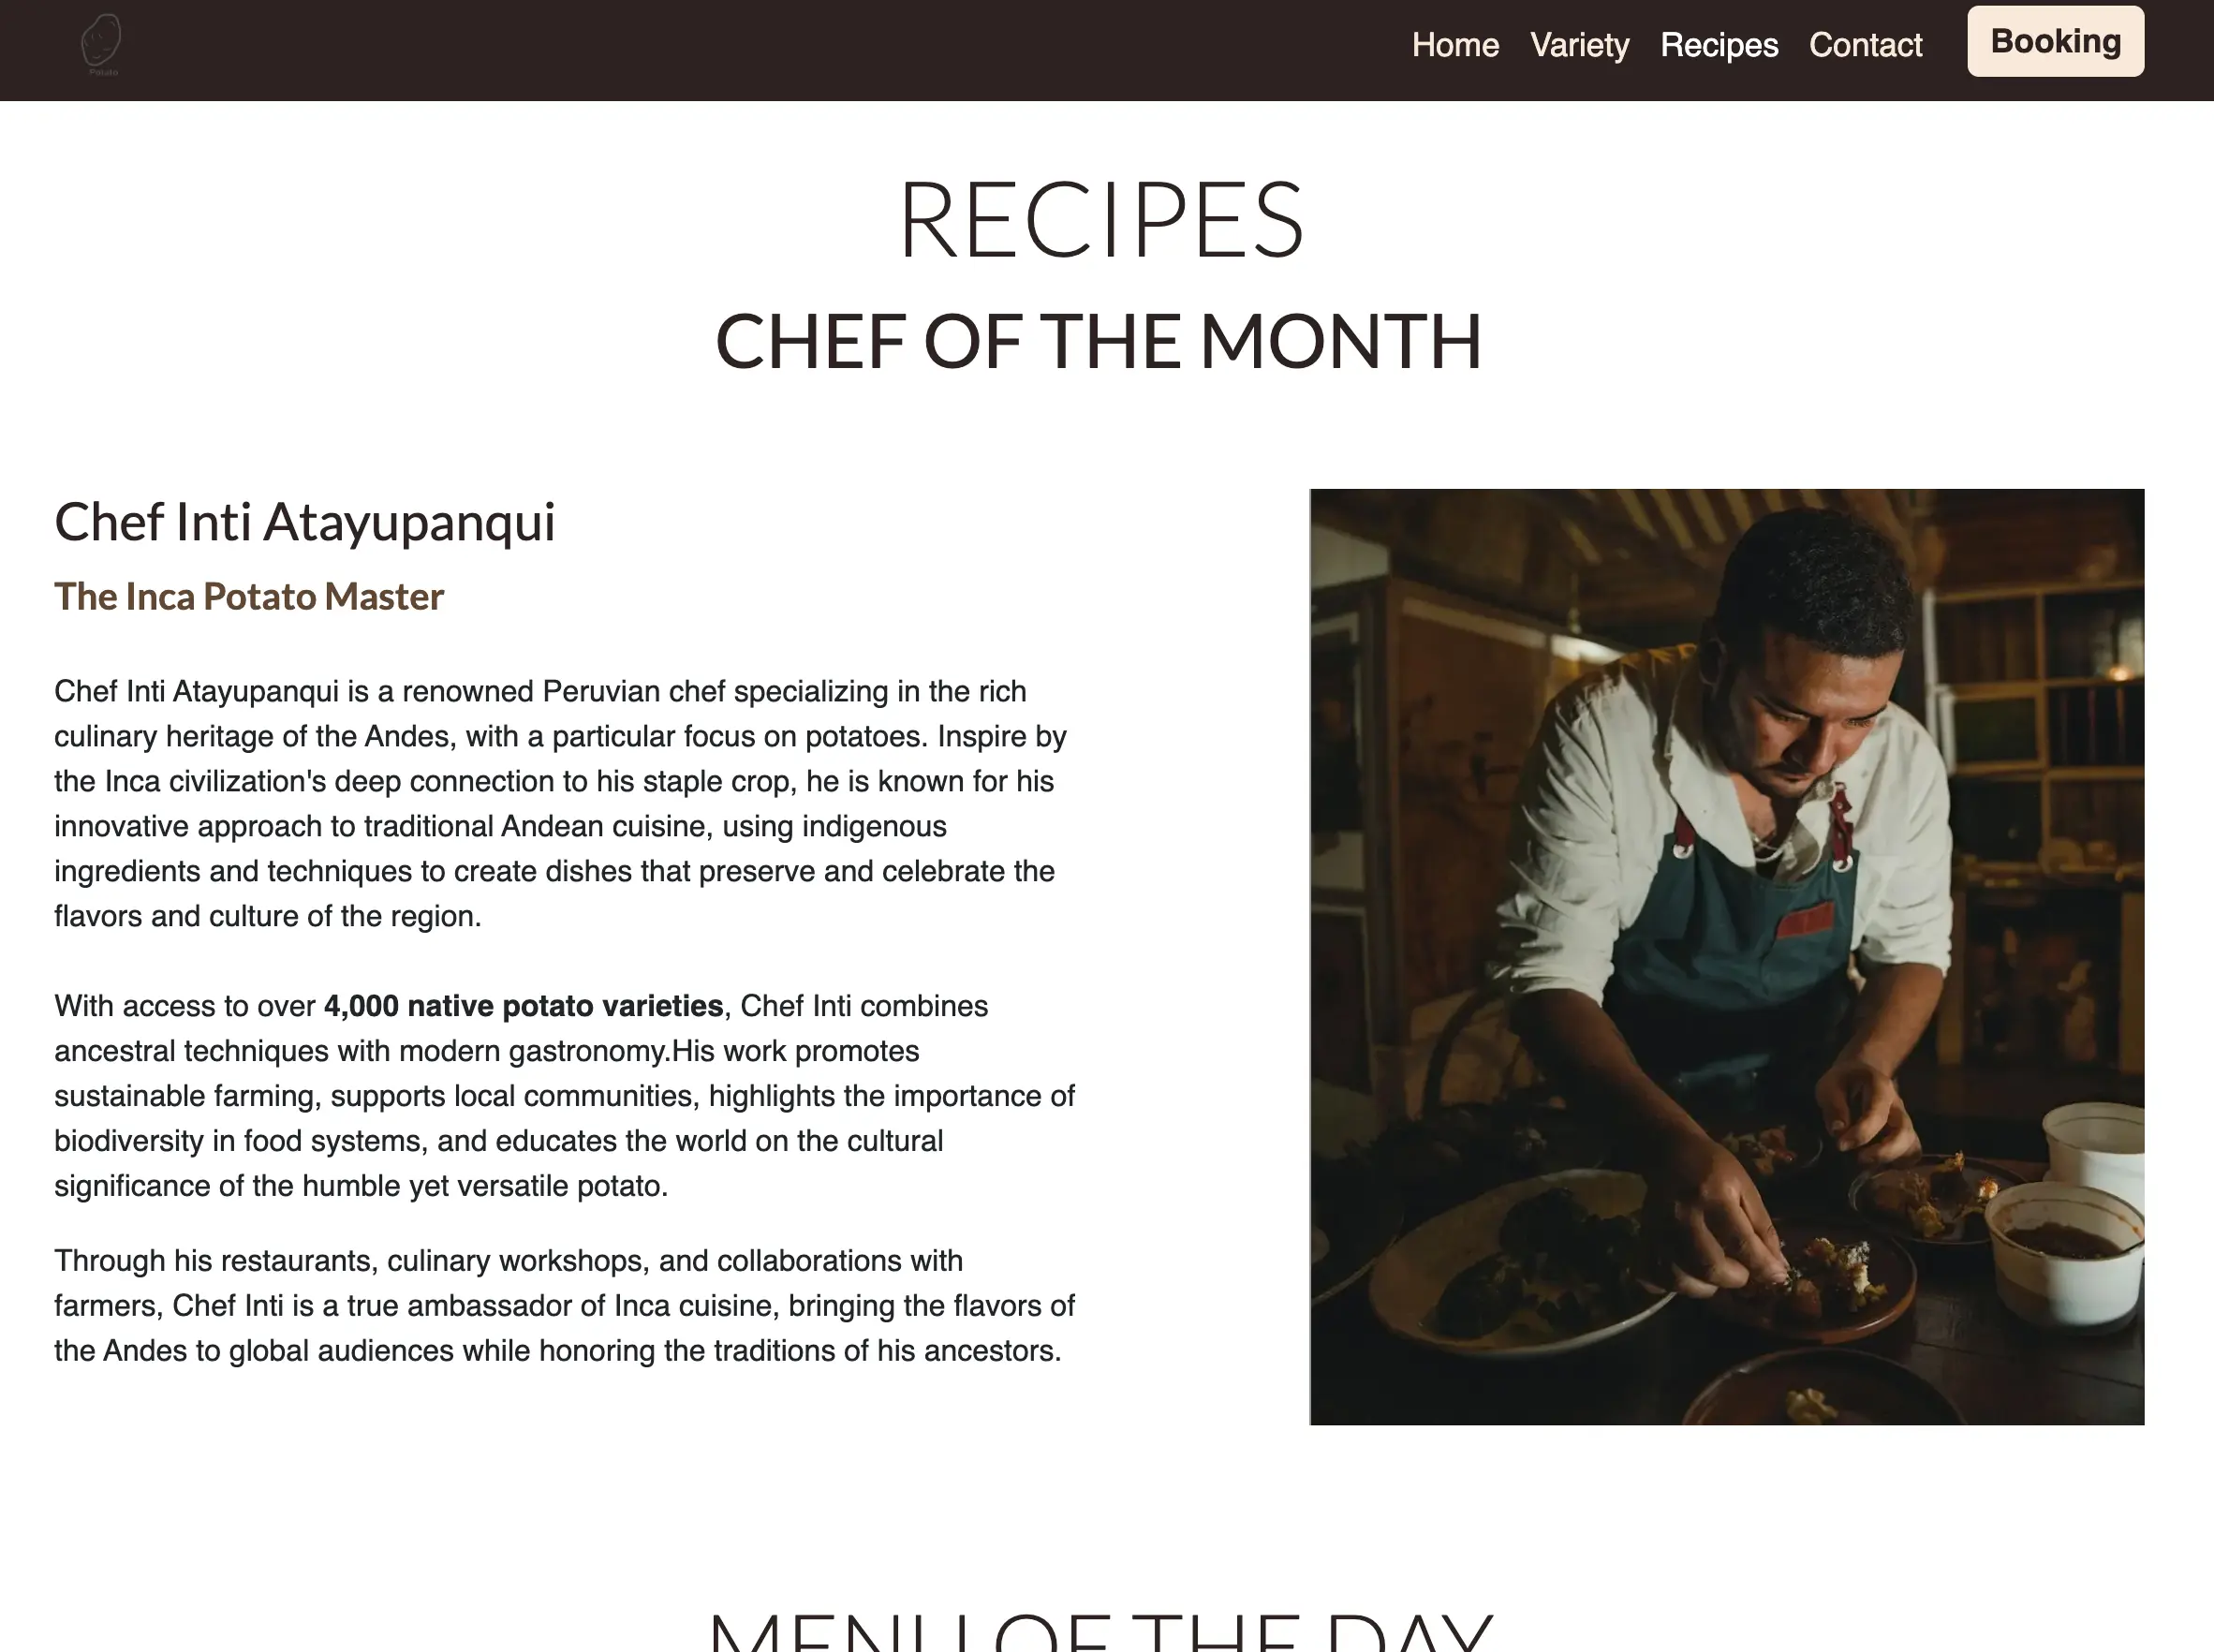 Potato
Home Variety Recipes Contact Booking
RECIPES
CHEF OF THE MONTH
Chef Inti Atayupanqui
The Inca Potato Master
Chef Inti Atayupanqui is a renowned Peruvian chef specializing in the rich
culinary heritage of the Andes, with a particular focus on potatoes. Inspire by
the Inca civilization's deep connection to his staple crop, he is known for his
innovative approach to traditional Andean cuisine, using indigenous
ingredients and techniques to create dishes that preserve and celebrate the
flavors and culture of the region.
With access to over 4,000 native potato varieties, Chef Inti combines
ancestral techniques with modern gastronomy.His work promotes
sustainable farming, supports local communities, highlights the importance of
biodiversity in food systems, and educates the world on the cultural
significance of the humble yet versatile potato.
Through his restaurants, culinary workshops, and collaborations with
farmers, Chef Inti is a true ambassador of Inca cuisine, bringing the flavors of
the Andes to global audiences while honoring the traditions of his ancestors.
MENU OF THE DAY